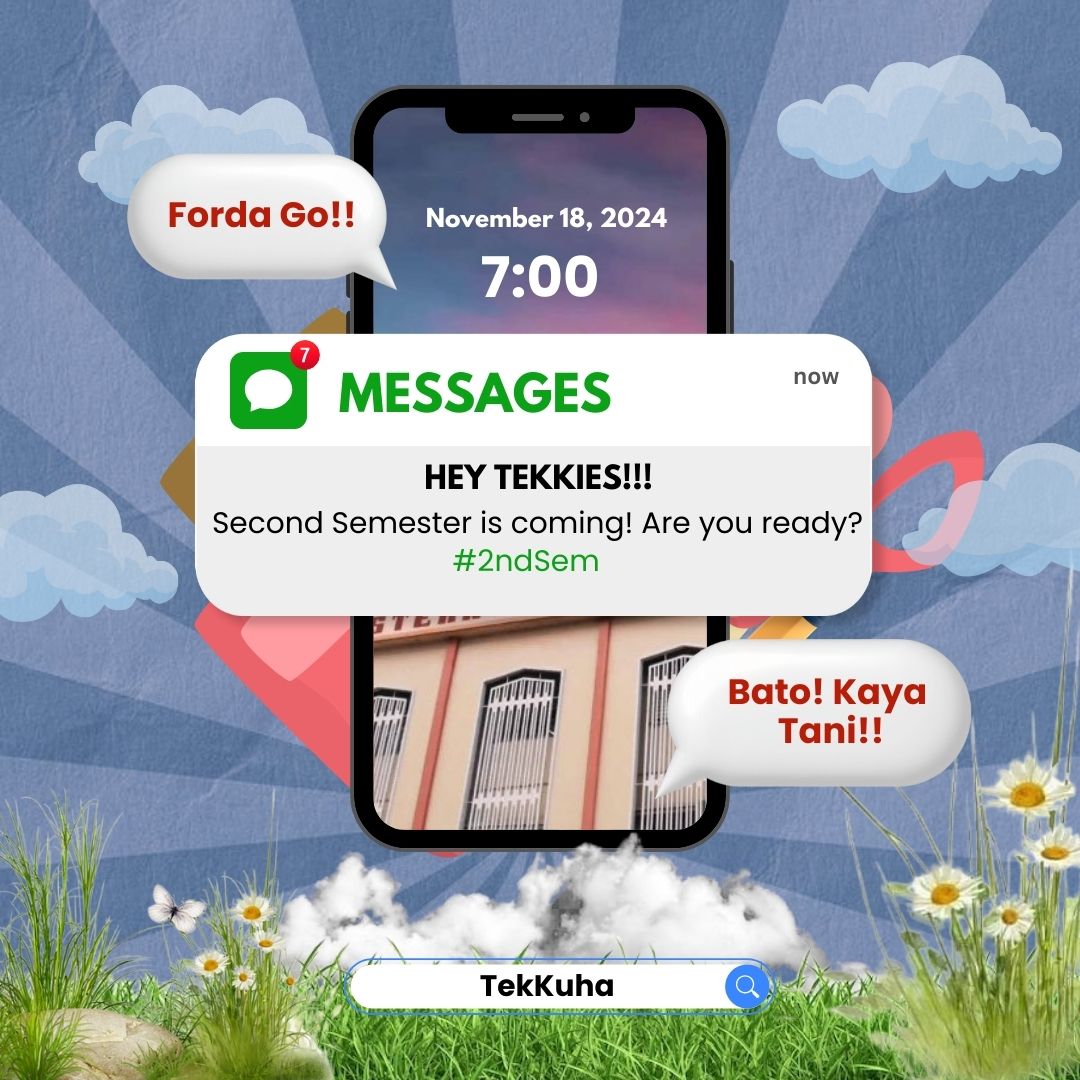 Forda Go!!
November 18, 2024
7:00
7
MESSAGES
now
HEY TEKKIES!!!
Second Semester is coming! Are you ready?
#2ndSem
Bato! Kaya
Tani!!
TekKuha